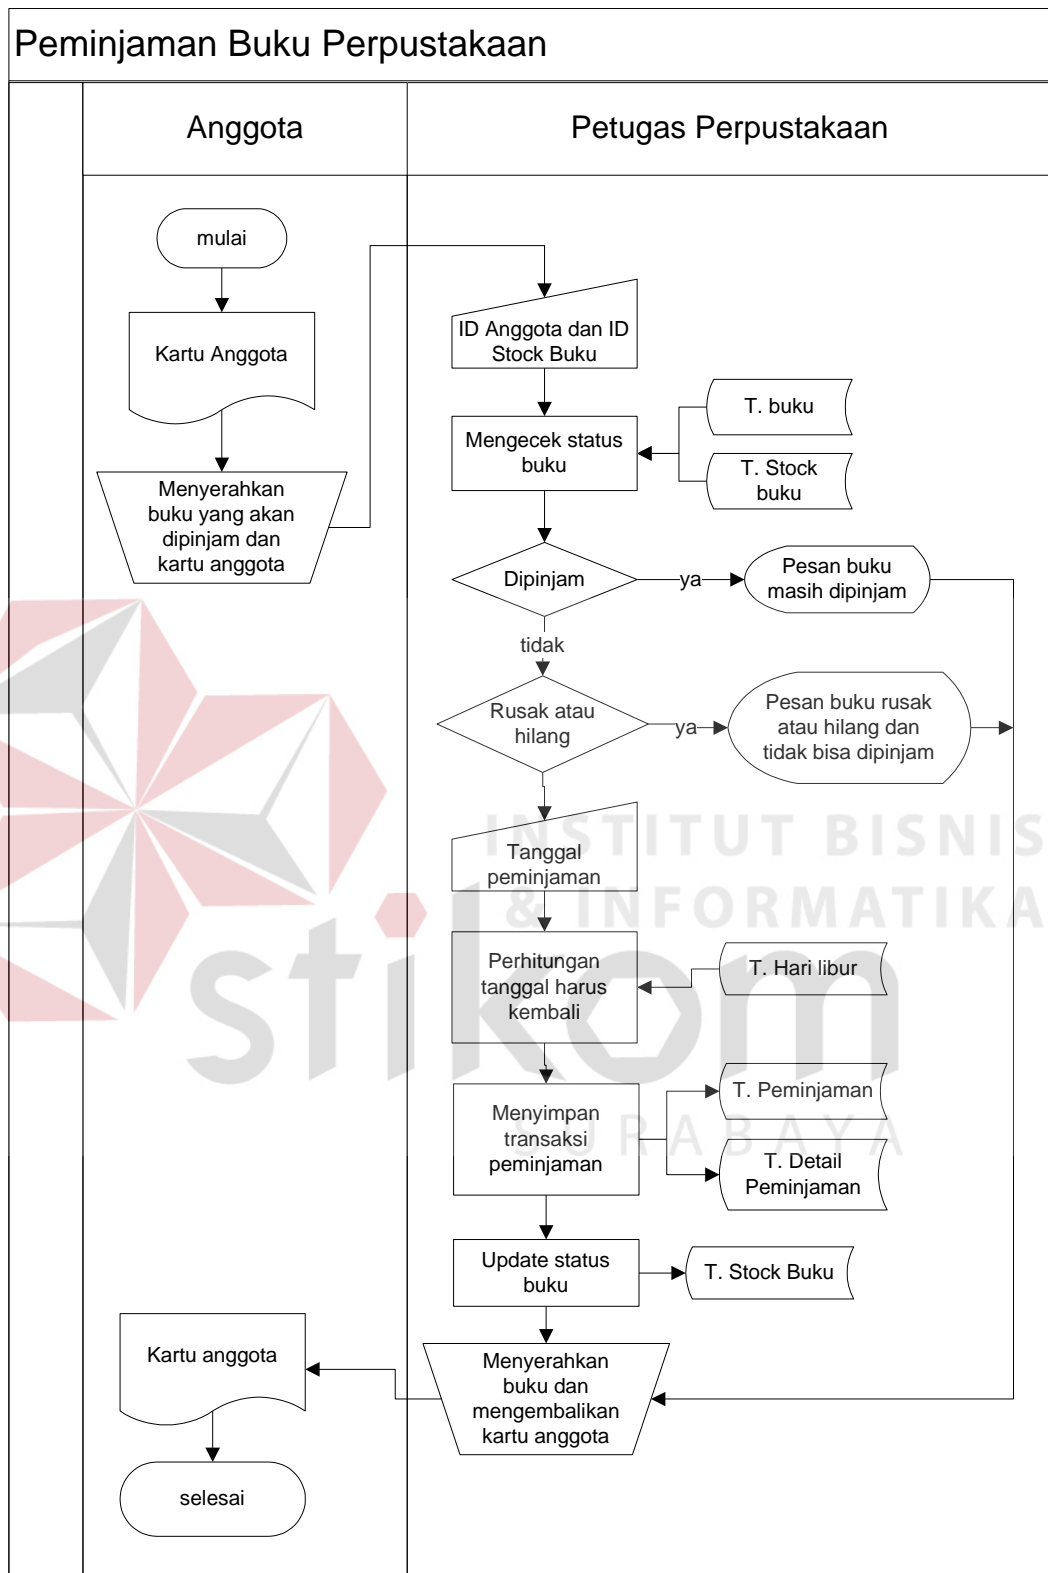 Peminjaman Buku Perpustakaan
Anggota
Petugas Perpustakaan
mulai
Kartu Anggota
Menyerahkan
buku yang akan
dipinjam dan
kartu anggota
ID Anggota dan ID
Stock Buku
Mengecek status
buku
T. buku
T. Stock
buku
Dipinjam
ya
Pesan buku
masih dipinjam
tidak
Rusak atau
hilang
ya
Pesan buku rusak
atau hilang dan
tidak bisa dipinjam
Tanggal
peminjaman
Perhitungan
tanggal harus
kembali
T. Hari libur
Menyimpan
transaksi
peminjaman
T. Peminjaman
T. Detail
Peminjaman
Update status
buku
T. Stock Buku
Menyerahkan
buku dan
mengembalikan
kartu anggota
Kartu anggota
selesai
INSTITUT BISNIS
& INFORMATIKA
stikom
SURABAYA